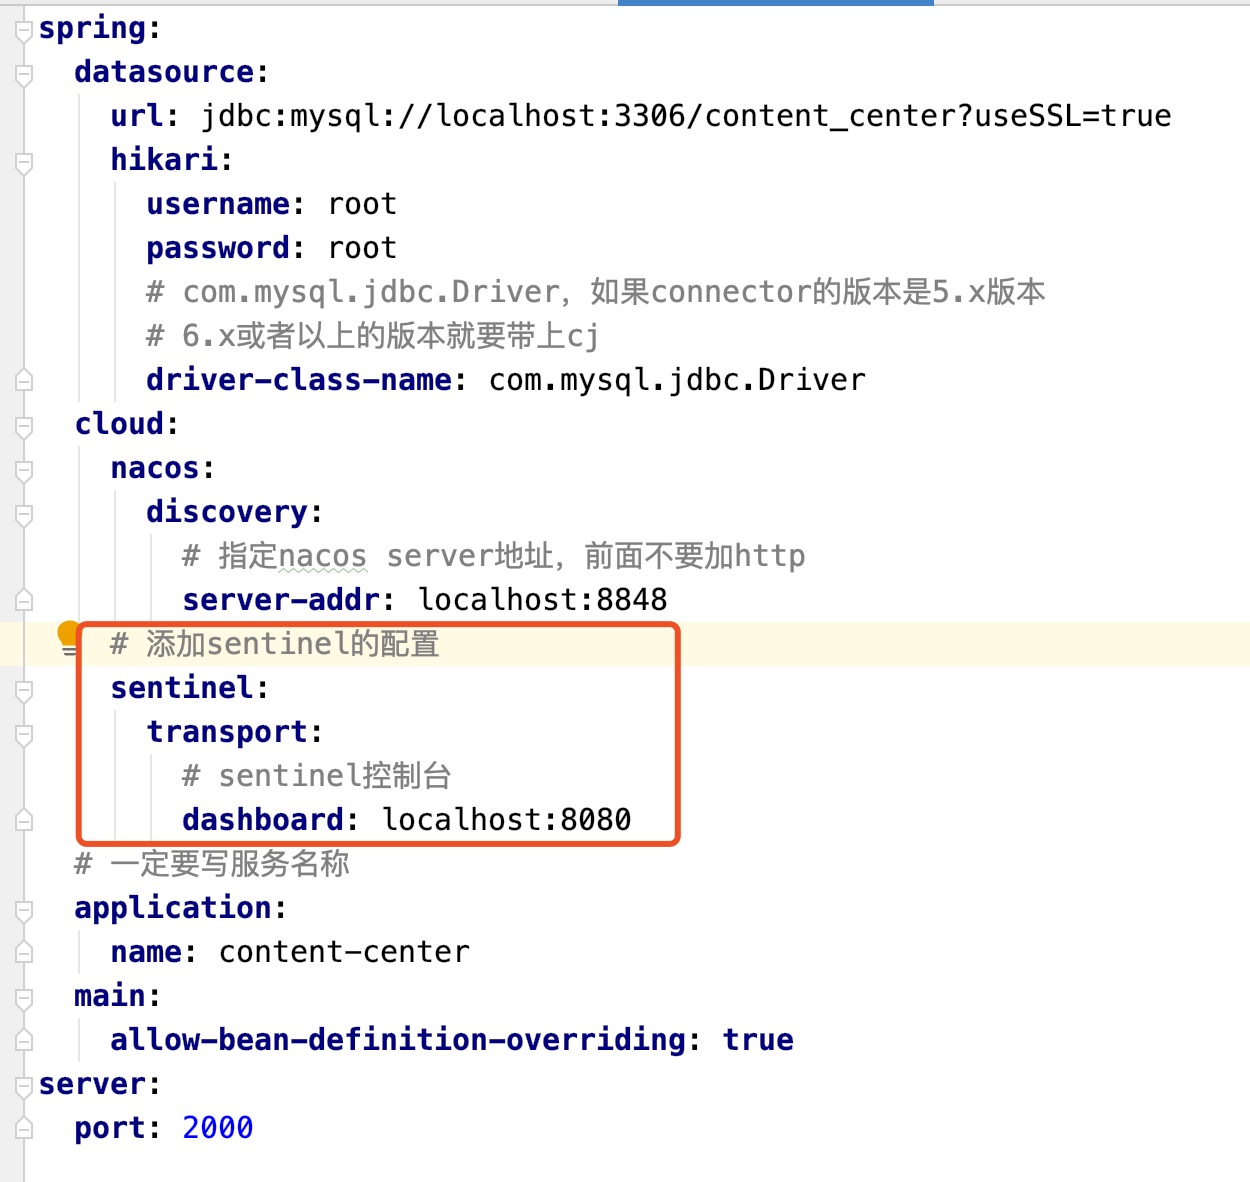 spring:
datasource:
url: jdbc:mysql://localhost:3306/content_center?useSSL=true
hikari:
username: root
password: root
# com.mysql.jdbc.Driver，如果connector的版本是5.x版本
# 6.x或者以上的版本就要带上cj
driver-class-name: com.mysql.jdbc.Driver
cloud:
nacos:
discovery:
# 指定nacos server地址，前面不要加http
server-addr: localhost:8848
# 添加sentinel的配置
sentinel:
transport:
# sentinel控制台
dashboard: localhost:8080
# 一定要写服务名称
application:
name: content-center
main:
allow-bean-definition-overriding: true
server:
port: 2000